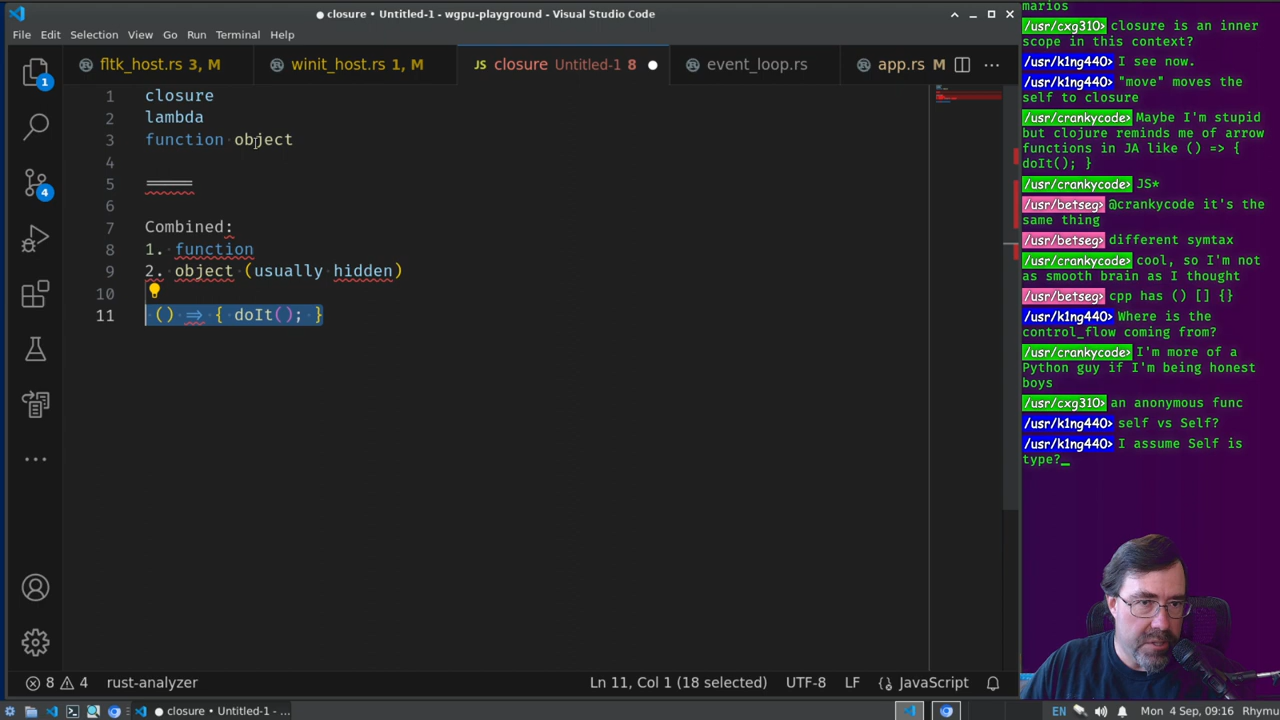 closure • Untitled-1 - wgpu-playground - Visual Studio Code
File Edit Selection View Go Run Terminal Help
fltk_host.rs 3, M
winit_host.rs 1, M
JS closure Untitled-1 8
event_loop.rs
app.rs M
1 closure
2 lambda
3 function object
4
5 =====
6
7 Combined:
8 1. function
9 2. object (usually hidden)
10
11 () => { doIt(); }
1
4
8 4 rust-analyzer
Ln 11, Col 1 (18 selected) UTF-8 LF JavaScript
closure • Untitled-1 - ...
EN Mon 4 Sep, 09:16 Rhymu
marios
/usr/cxg310> closure is an inner
scope in this context?
/usr/k1ng440> I see now.
/usr/k1ng440> "move" moves the
self to closure
/usr/crankycode> Maybe I'm stupid
but clojure reminds me of arrow
functions in JA like () => {
doIt(); }
/usr/crankycode> JS*
/usr/betseg> @crankycode it's the
same thing
/usr/betseg> different symtax
/usr/crankycode> cool, so I'm not
as smooth brain as I thought
/usr/betseg> cpp has () [] {}
/usr/k1ng440> Where is the
control_flow coming from?
/usr/crankycode> I'm more of a
Python guy if I'm being honest
boys
/usr/cxg310> an anonymous func
/usr/k1ng440> self vs Self?
/usr/k1ng440> I assume Self is
type?_